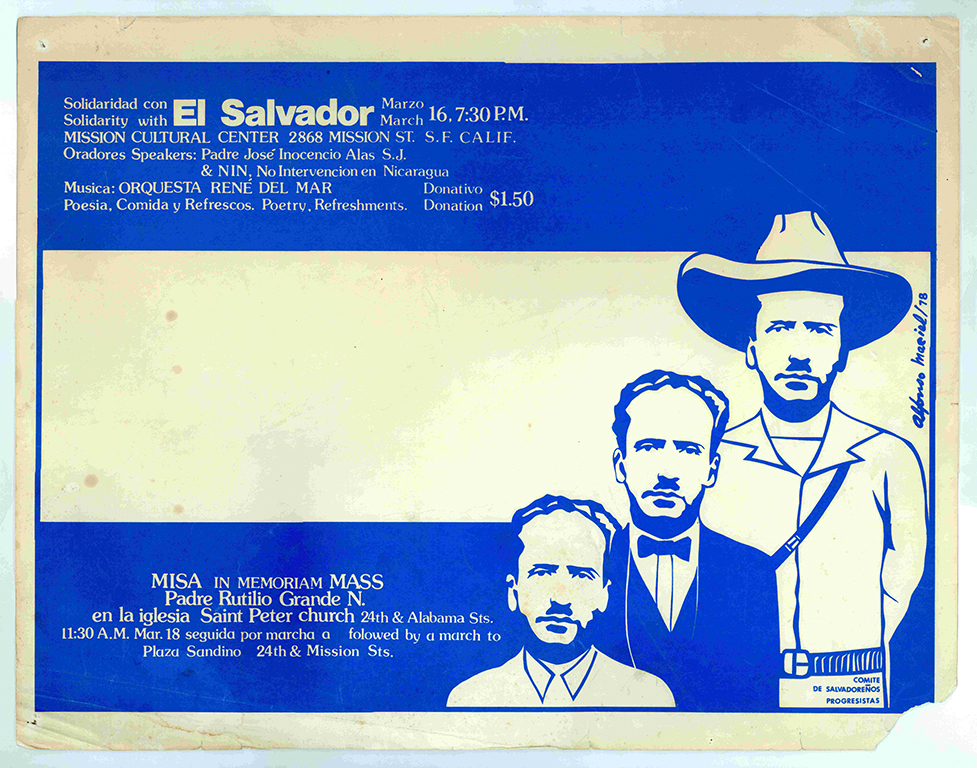 Solidaridad con
Solidarity with El Salvador Marzo March 16, 7:30 P.M.
MISSION CULTURAL CENTER 2868 MISSION ST. S.F. CALIF.
Oradores Speakers: Padre José Inocencio Alas S.J.
& NIN, No Intervencion en Nicaragua
Musica: ORQUESTA RENÉ DEL MAR Donativo
Poesia, Comida y Refrescos. Poetry, Refreshments. Donation $1.50
alfonso maciel/78
MISA IN MEMORIAM MASS
Padre Rutilio Grande N.
en la iglesia Saint Peter church 24th & Alabama Sts.
11:30 A.M. Mar. 18 seguida por marcha a folowed by a march to
Plaza Sandino 24th & Mission Sts.
COMITE
DE SALVADOREÑOS
PROGRESISTAS